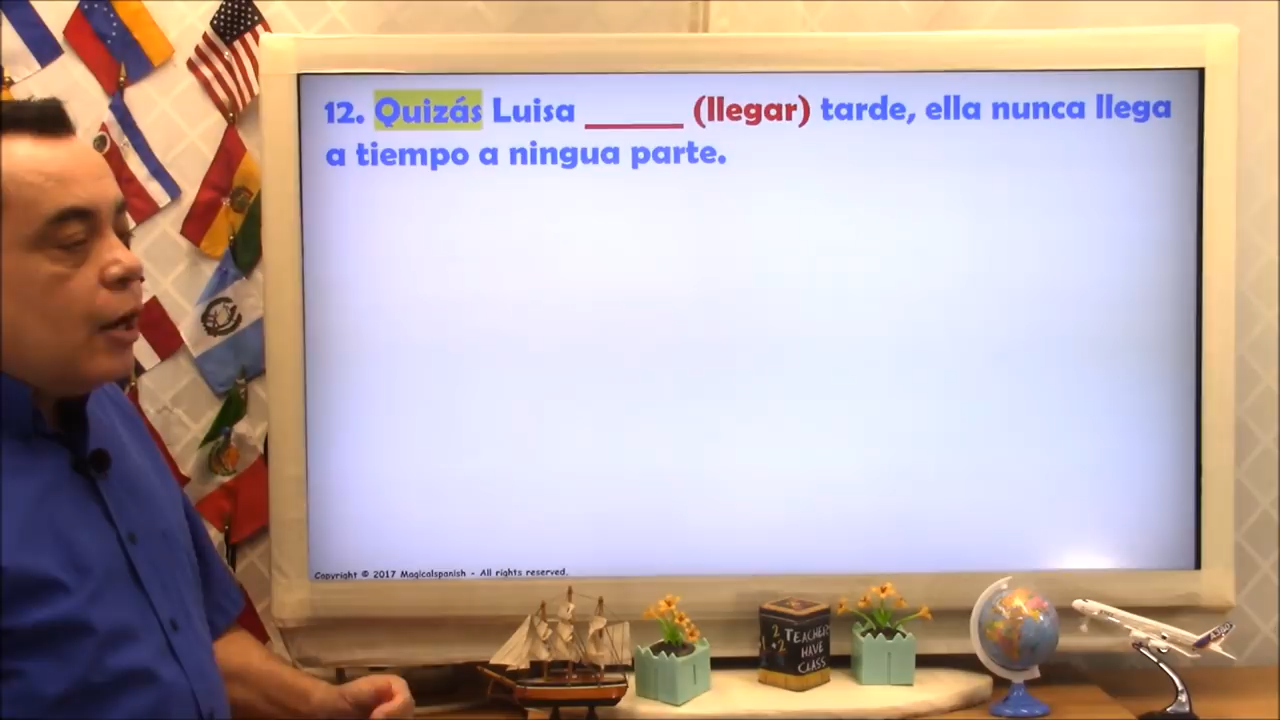 12. Quizás Luisa ______ (llegar) tarde, ella nunca llega
a tiempo a ningua parte.
Copyright © 2017 Magicalspanish - All rights reserved.
TEACHERS
HAVE
CLASS
A380